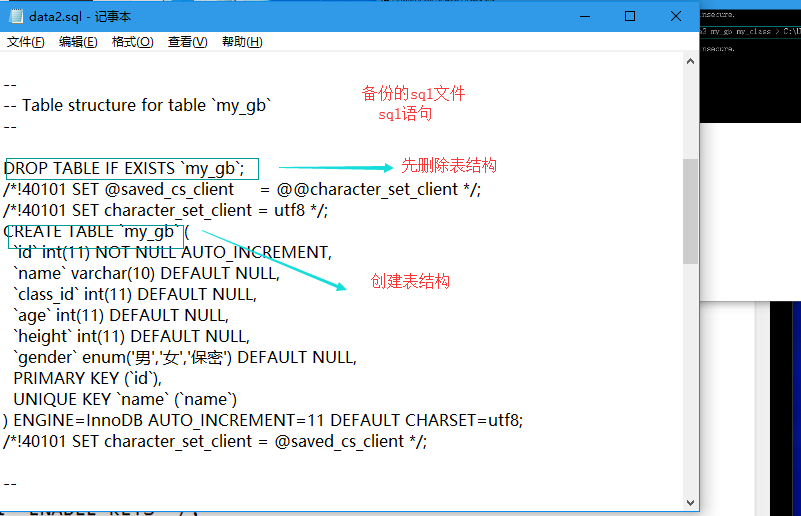 data2.sql - 记事本
nsecure.
文件(F) 编辑(E) 格式(O) 查看(V) 帮助(H)
my_gb my_class > C:\
nsecure.
--
-- Table structure for table `my_gb`
--
备份的sql文件
sql语句
DROP TABLE IF EXISTS `my_gb`;
先删除表结构
/*!40101 SET @saved_cs_client     = @@character_set_client */;
/*!40101 SET character_set_client = utf8 */;
CREATE TABLE `my_gb` (
`id` int(11) NOT NULL AUTO_INCREMENT,
`name` varchar(10) DEFAULT NULL,
创建表结构
`class_id` int(11) DEFAULT NULL,
`age` int(11) DEFAULT NULL,
`height` int(11) DEFAULT NULL,
`gender` enum('男','女','保密') DEFAULT NULL,
PRIMARY KEY (`id`),
UNIQUE KEY `name` (`name`)
) ENGINE=InnoDB AUTO_INCREMENT=11 DEFAULT CHARSET=utf8;
/*!40101 SET character_set_client = @saved_cs_client */;
--